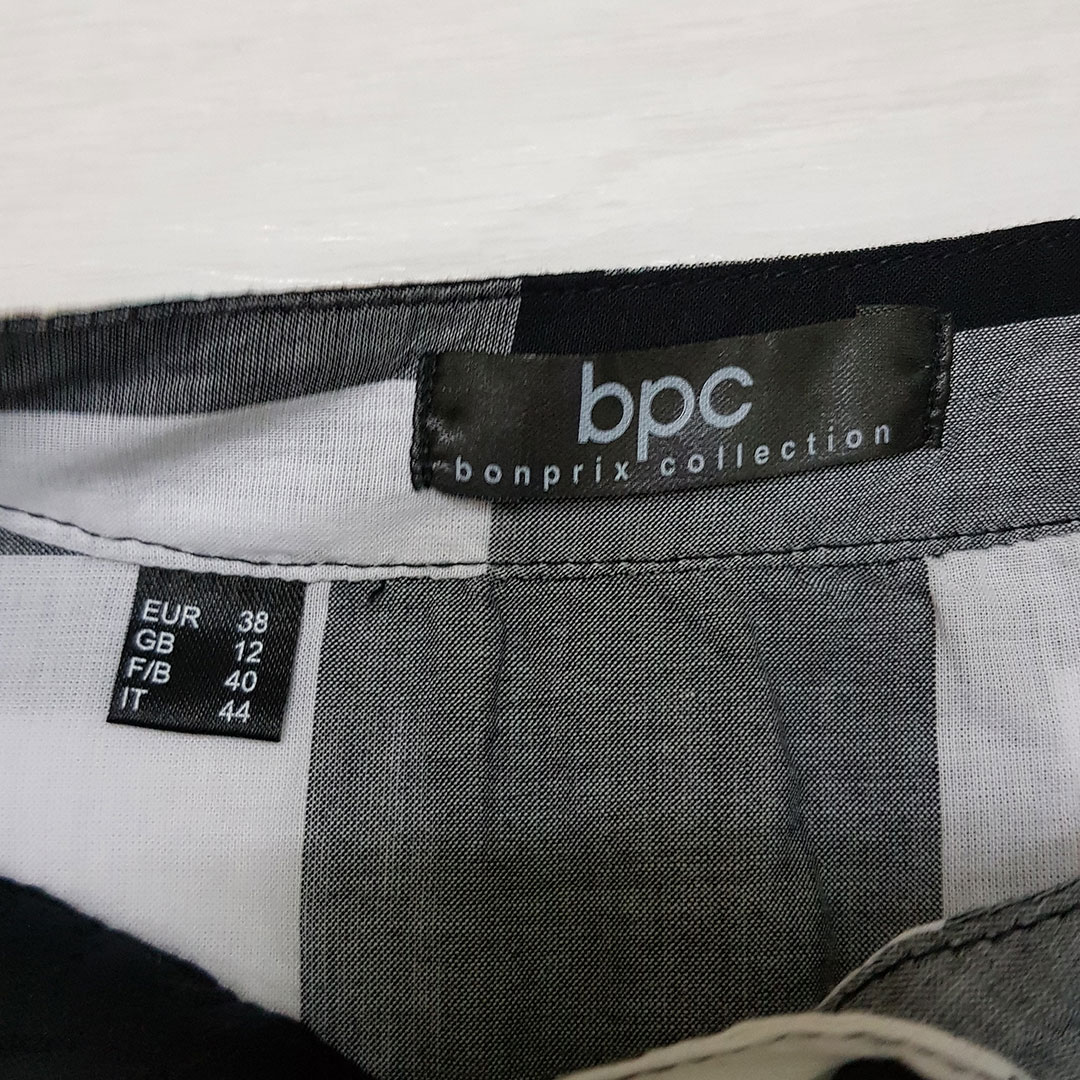 bpc
bonprix collection
EUR 38
GB 12
F/B 40
IT 44